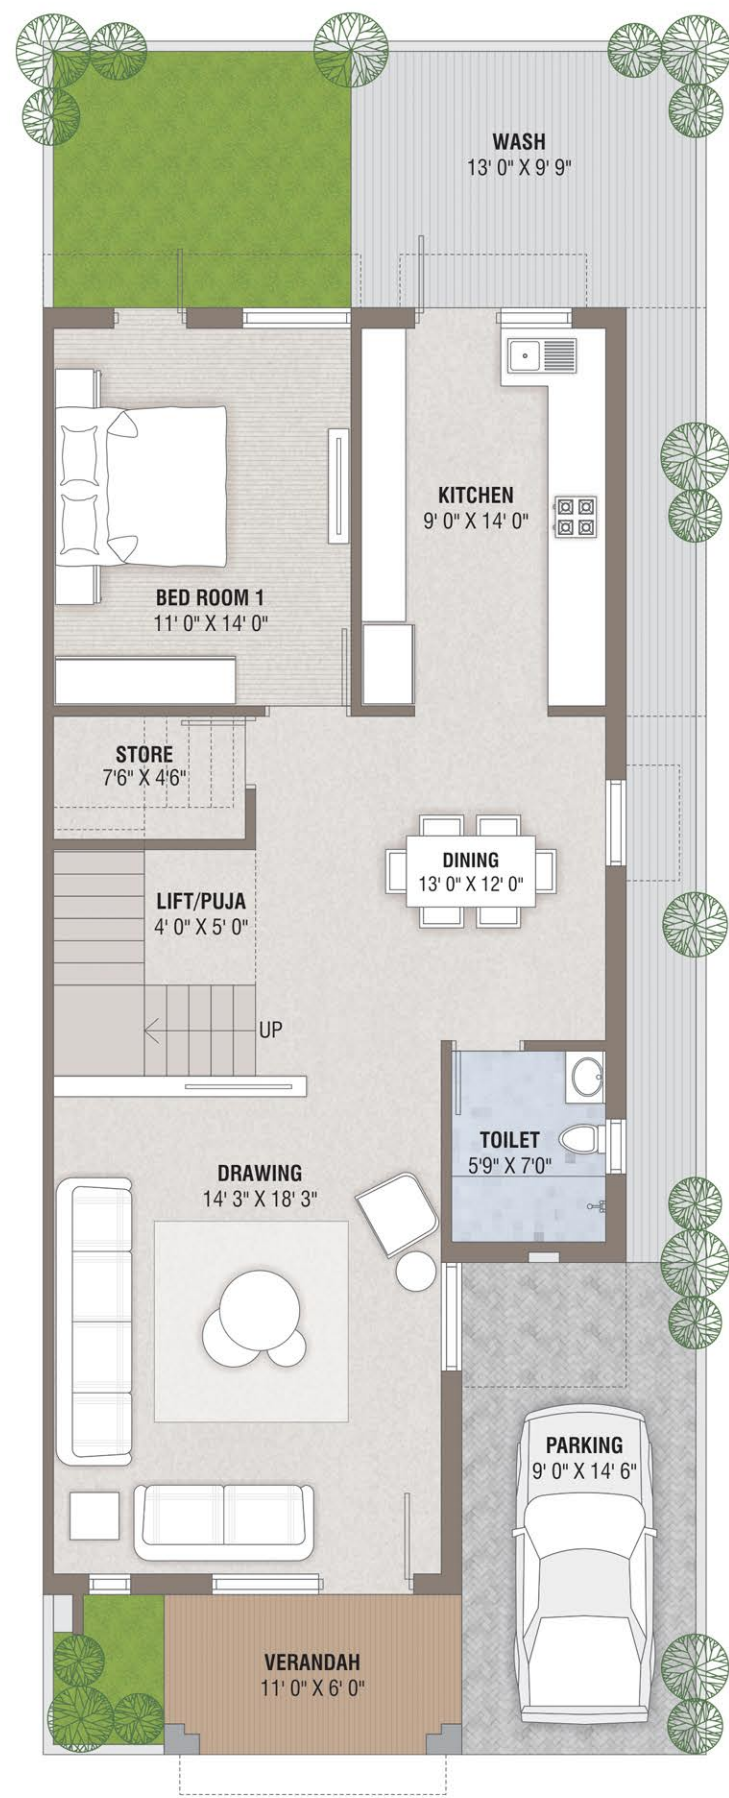 WASH
13' 0" X 9' 9"
KITCHEN
9' 0" X 14' 0"
BED ROOM 1
11' 0" X 14' 0"
STORE
7'6" X 4'6"
DINING
13' 0" X 12' 0"
LIFT/PUJA
4' 0" X 5' 0"
UP
TOILET
5'9" X 7'0"
DRAWING
14' 3" X 18' 3"
PARKING
9' 0" X 14' 6"
VERANDAH
11' 0" X 6' 0"